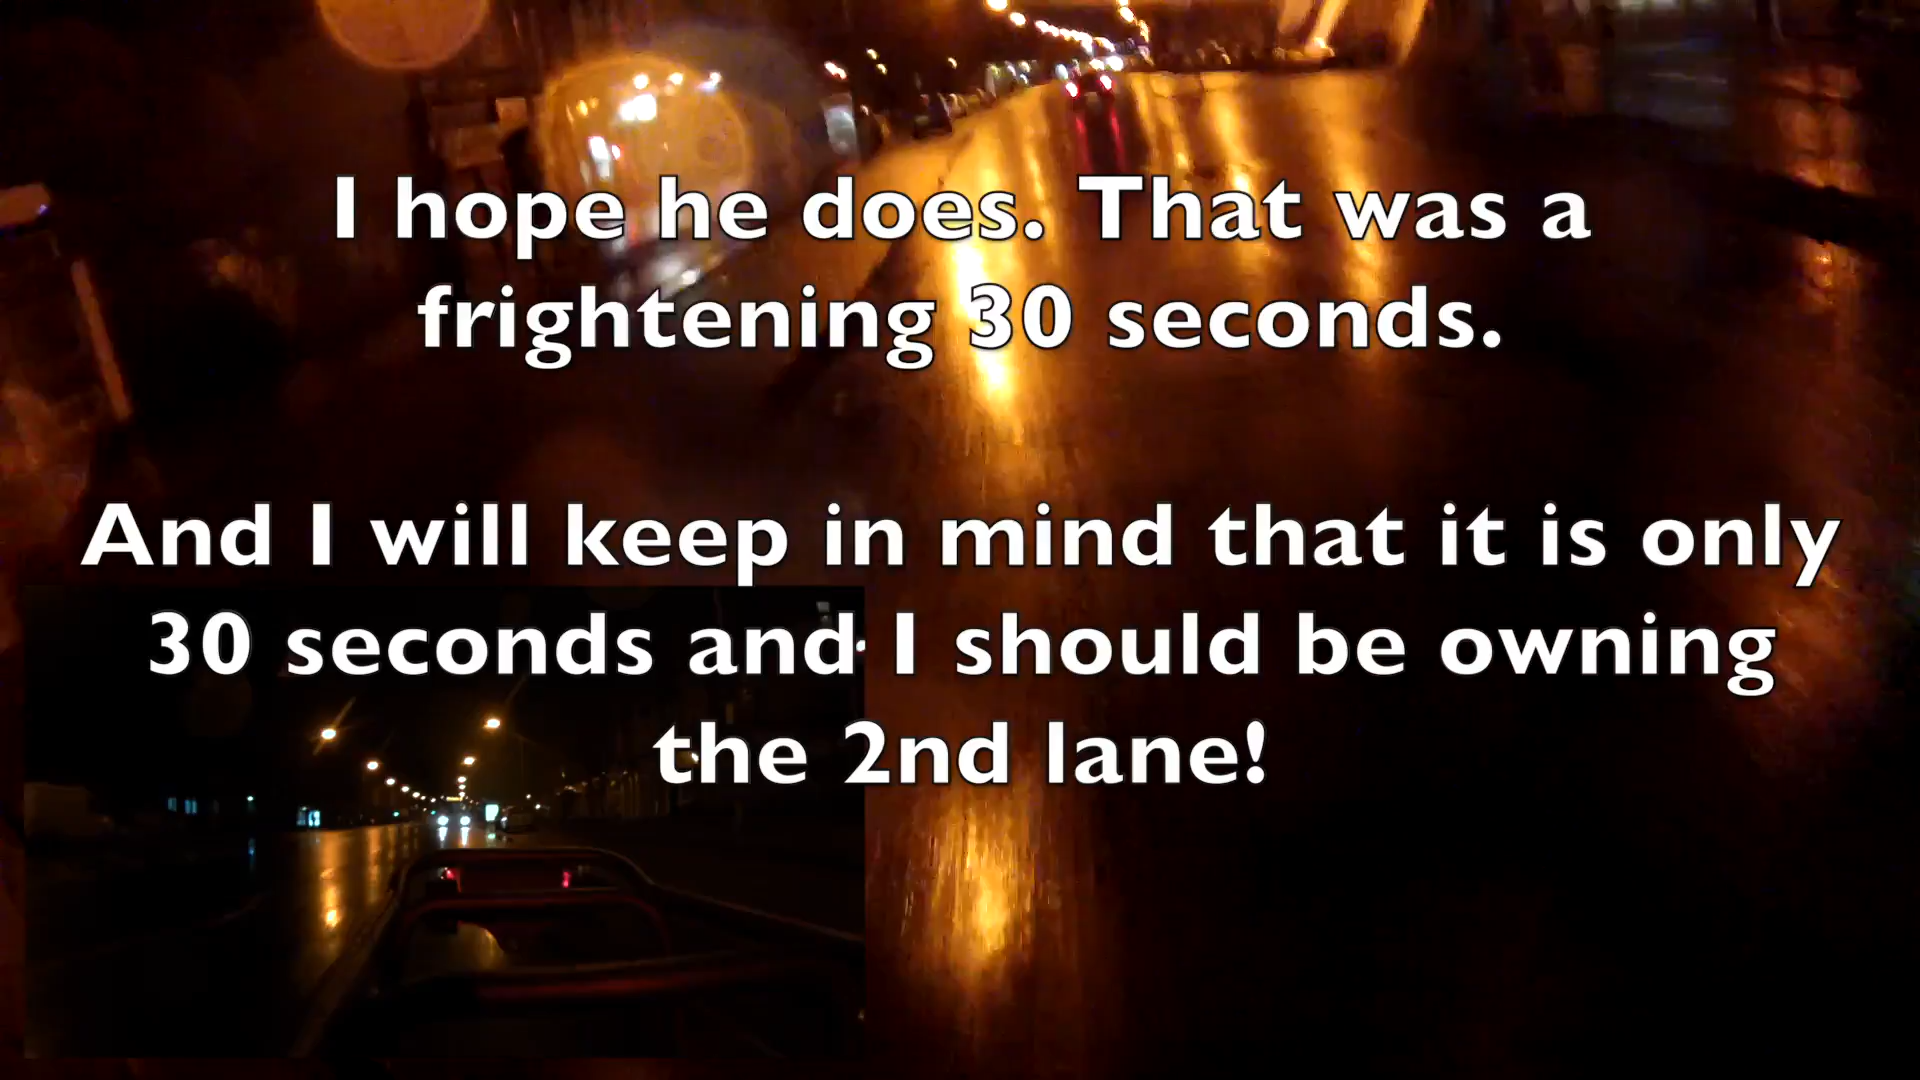 I hope he does. That was a
frightening 30 seconds.
And I will keep in mind that it is only
30 seconds and I should be owning
the 2nd lane!